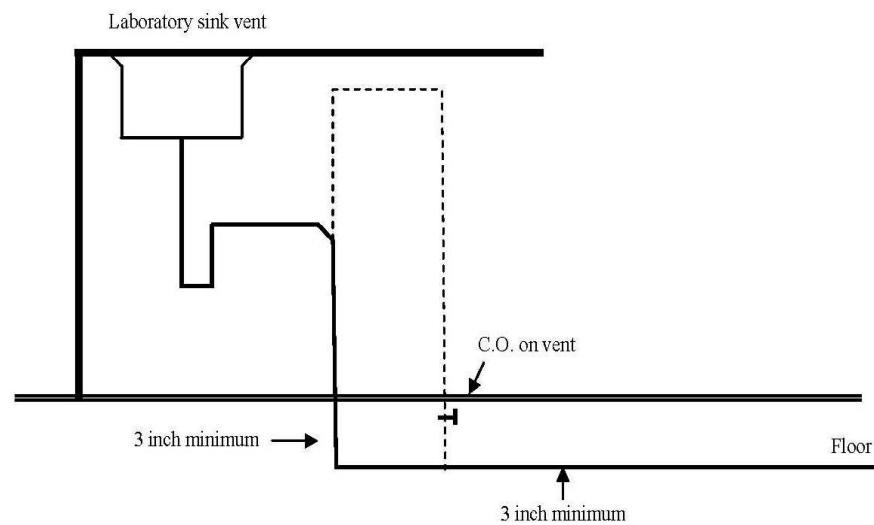 Laboratory sink vent
C.O. on vent
3 inch minimum
Floor
3 inch minimum